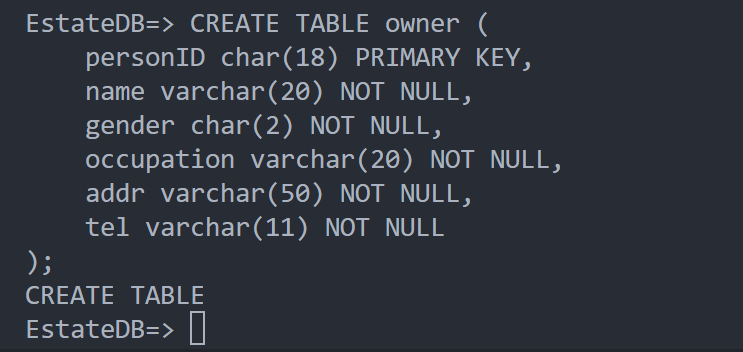 EstateDB=> CREATE TABLE owner (
    personID char(18) PRIMARY KEY,
    name varchar(20) NOT NULL,
    gender char(2) NOT NULL,
    occupation varchar(20) NOT NULL,
    addr varchar(50) NOT NULL,
    tel varchar(11) NOT NULL
);
CREATE TABLE
EstateDB=>